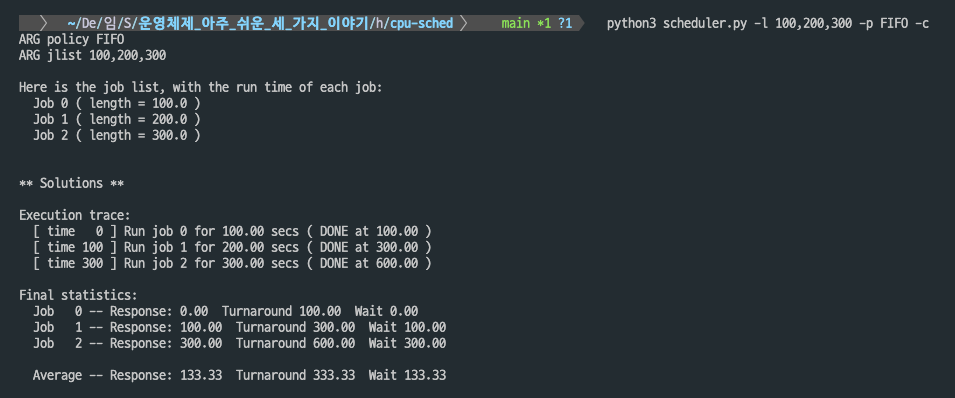 ~/De/임/S/운영체제_아주_쉬운_세_가지_이야기/h/cpu-sched 〉 main *1 ?1 python3 scheduler.py -l 100,200,300 -p FIFO -c
ARG policy FIFO
ARG jlist 100,200,300
Here is the job list, with the run time of each job:
Job 0 ( length = 100.0 )
Job 1 ( length = 200.0 )
Job 2 ( length = 300.0 )
** Solutions **
Execution trace:
[ time   0 ] Run job 0 for 100.00 secs ( DONE at 100.00 )
[ time 100 ] Run job 1 for 200.00 secs ( DONE at 300.00 )
[ time 300 ] Run job 2 for 300.00 secs ( DONE at 600.00 )
Final statistics:
Job   0 -- Response: 0.00  Turnaround 100.00  Wait 0.00
Job   1 -- Response: 100.00  Turnaround 300.00  Wait 100.00
Job   2 -- Response: 300.00  Turnaround 600.00  Wait 300.00
Average -- Response: 133.33  Turnaround 333.33  Wait 133.33